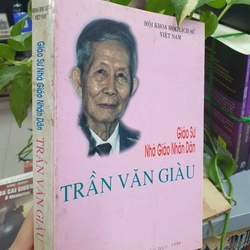 HỘI KHOA HỌC LỊCH SỬ
VIỆT NAM
Giáo Sư
Nhà Giáo Nhân Dân
TRẦN VĂN GIÀU
Giáo Sư Nhà Giáo Nhân Dân
TRẦN VĂN GIÀU